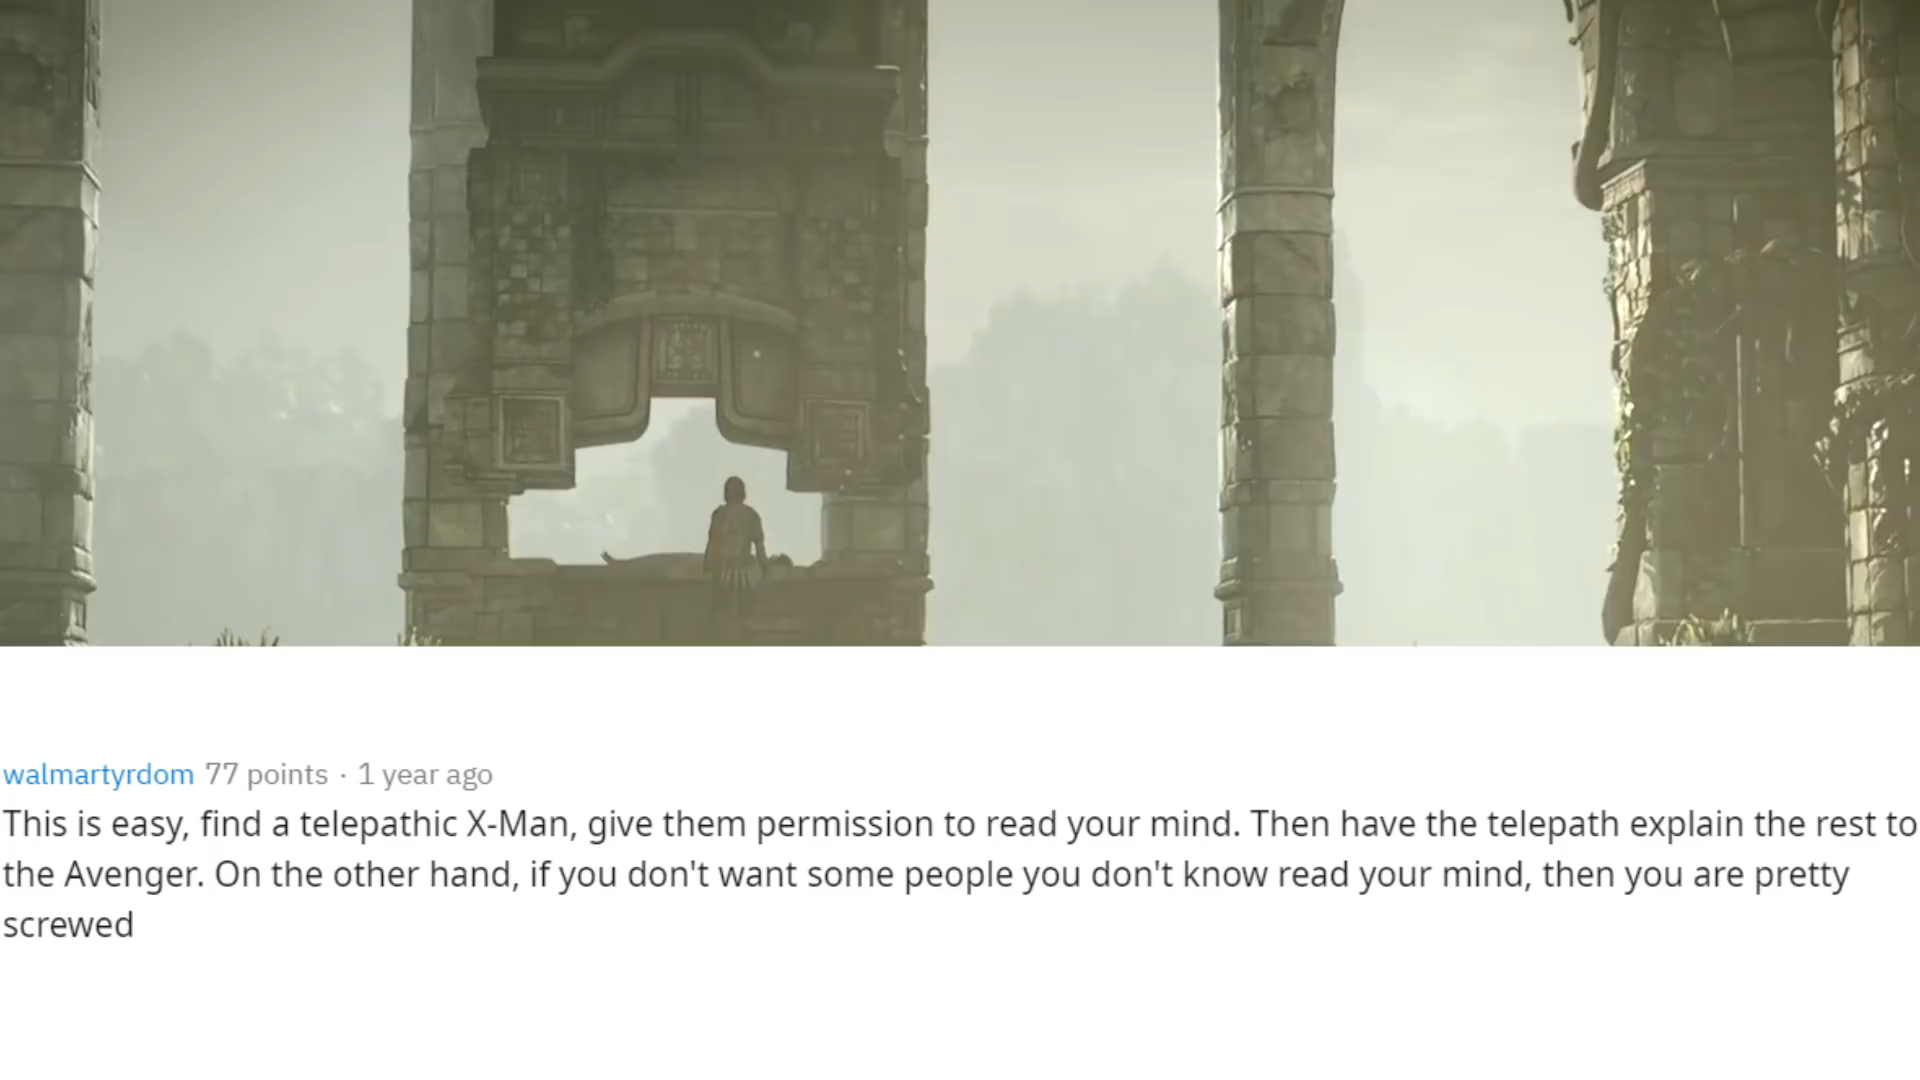 walmartyrdom 77 points · 1 year ago
This is easy, find a telepathic X-Man, give them permission to read your mind. Then have the telepath explain the rest to
the Avenger. On the other hand, if you don't want some people you don't know read your mind, then you are pretty
screwed